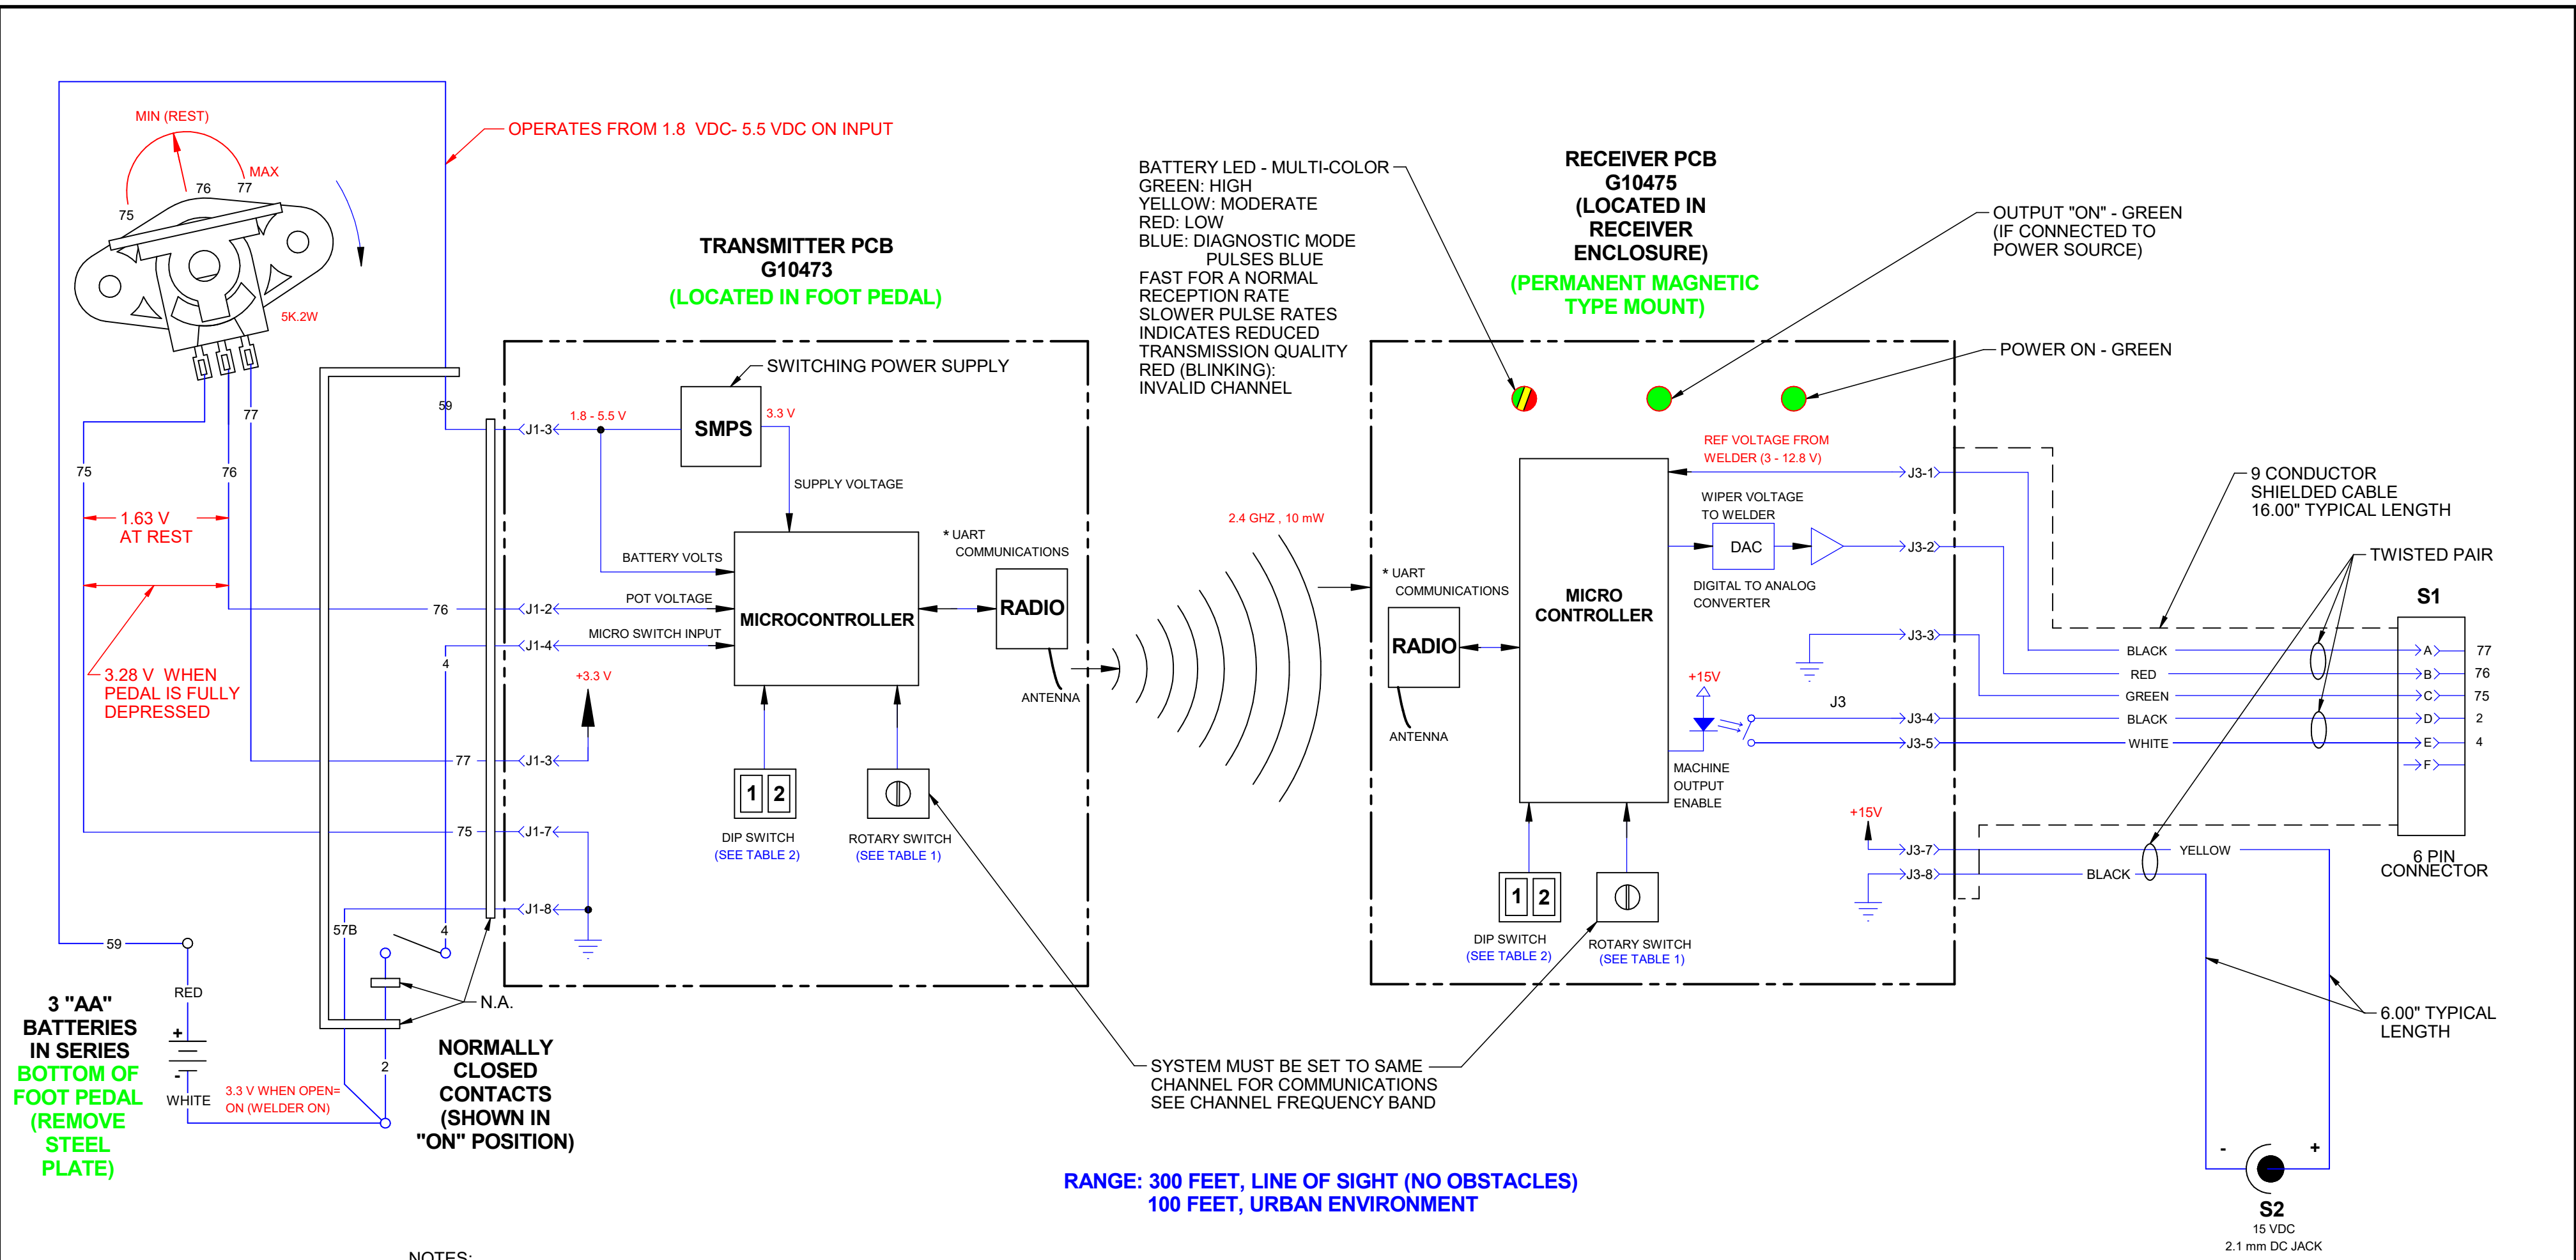 MIN (REST)
MAX
75
76
77
5K.2W
OPERATES FROM 1.8 VDC- 5.5 VDC ON INPUT
TRANSMITTER PCB
G10473
(LOCATED IN FOOT PEDAL)
BATTERY LED - MULTI-COLOR
GREEN: HIGH
YELLOW: MODERATE
RED: LOW
BLUE: DIAGNOSTIC MODE
PULSES BLUE
FAST FOR A NORMAL
RECEPTION RATE
SLOWER PULSE RATES
INDICATES REDUCED
TRANSMISSION QUALITY
RED (BLINKING):
INVALID CHANNEL
RECEIVER PCB
G10475
(LOCATED IN
RECEIVER
ENCLOSURE)
(PERMANENT MAGNETIC
TYPE MOUNT)
OUTPUT "ON" - GREEN
(IF CONNECTED TO
POWER SOURCE)
POWER ON - GREEN
75
76
77
59
1.63 V
AT REST
3.28 V WHEN
PEDAL IS FULLY
DEPRESSED
76
4
77
75
57B
4
59
RED
+
-
WHITE
2
3 "AA"
BATTERIES
IN SERIES
BOTTOM OF
FOOT PEDAL
(REMOVE
STEEL
PLATE)
3.3 V WHEN OPEN=
ON (WELDER ON)
N.A.
NORMALLY
CLOSED
CONTACTS
(SHOWN IN
"ON" POSITION)
J1-3
1.8 - 5.5 V
SWITCHING POWER SUPPLY
SMPS
3.3 V
SUPPLY VOLTAGE
BATTERY VOLTS
J1-2
POT VOLTAGE
J1-4
MICRO SWITCH INPUT
MICROCONTROLLER
* UART
COMMUNICATIONS
RADIO
ANTENNA
+3.3 V
J1-3
J1-7
J1-8
1 2
DIP SWITCH
(SEE TABLE 2)
ROTARY SWITCH
(SEE TABLE 1)
2.4 GHZ , 10 mW
* UART
COMMUNICATIONS
RADIO
ANTENNA
MICRO
CONTROLLER
REF VOLTAGE FROM
WELDER (3 - 12.8 V)
J3-1
WIPER VOLTAGE
TO WELDER
DAC
J3-2
DIGITAL TO ANALOG
CONVERTER
J3-3
+15V
J3
J3-4
J3-5
MACHINE
OUTPUT
ENABLE
+15V
J3-7
J3-8
1 2
DIP SWITCH
(SEE TABLE 2)
ROTARY SWITCH
(SEE TABLE 1)
SYSTEM MUST BE SET TO SAME
CHANNEL FOR COMMUNICATIONS
SEE CHANNEL FREQUENCY BAND
9 CONDUCTOR
SHIELDED CABLE
16.00" TYPICAL LENGTH
TWISTED PAIR
S1
BLACK A 77
RED B 76
GREEN C 75
BLACK D 2
WHITE E 4
F
6 PIN
CONNECTOR
YELLOW
BLACK
6.00" TYPICAL
LENGTH
- +
S2
15 VDC
2.1 mm DC JACK
RANGE: 300 FEET, LINE OF SIGHT (NO OBSTACLES)
100 FEET, URBAN ENVIRONMENT
NOTES: